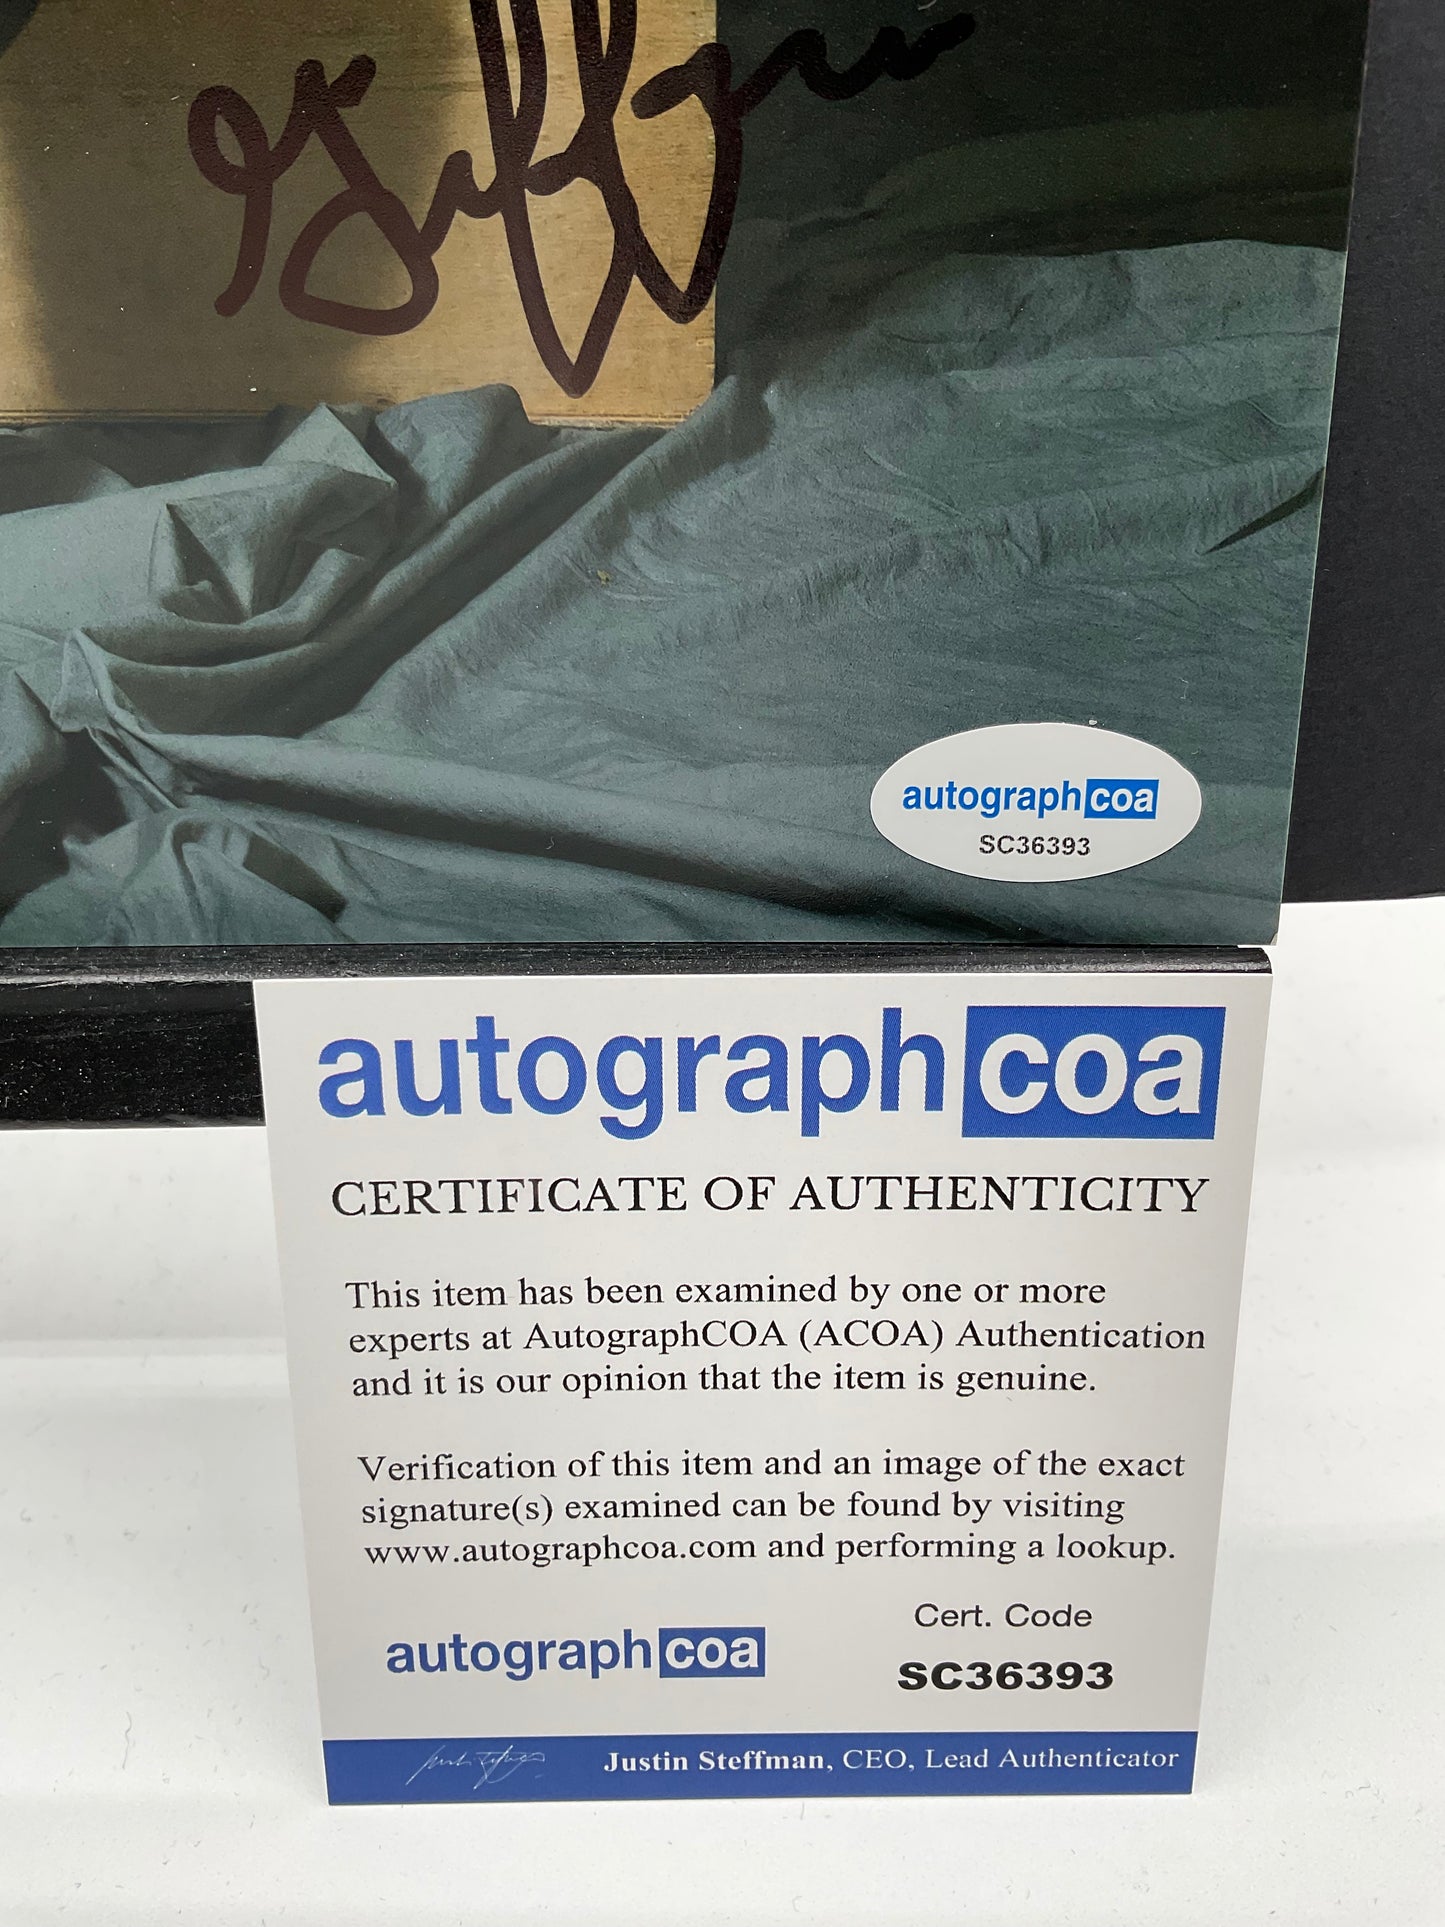 autographcoa
SC36393
autographcoa
CERTIFICATE OF AUTHENTICITY
This item has been examined by one or more
experts at AutographCOA (ACOA) Authentication
and it is our opinion that the item is genuine.
Verification of this item and an image of the exact
signature(s) examined can be found by visiting
www.autographcoa.com and performing a lookup.
Cert. Code
autographcoa
SC36393
Justin Steffman, CEO, Lead Authenticator